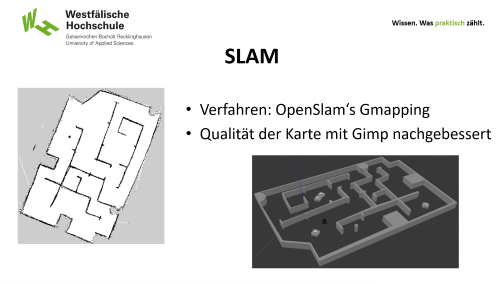 Westfälische
Hochschule
Gelsenkirchen Bocholt Recklinghausen
University of Applied Sciences
Wissen. Was praktisch zählt.
SLAM
• Verfahren: OpenSlam‘s Gmapping
• Qualität der Karte mit Gimp nachgebessert